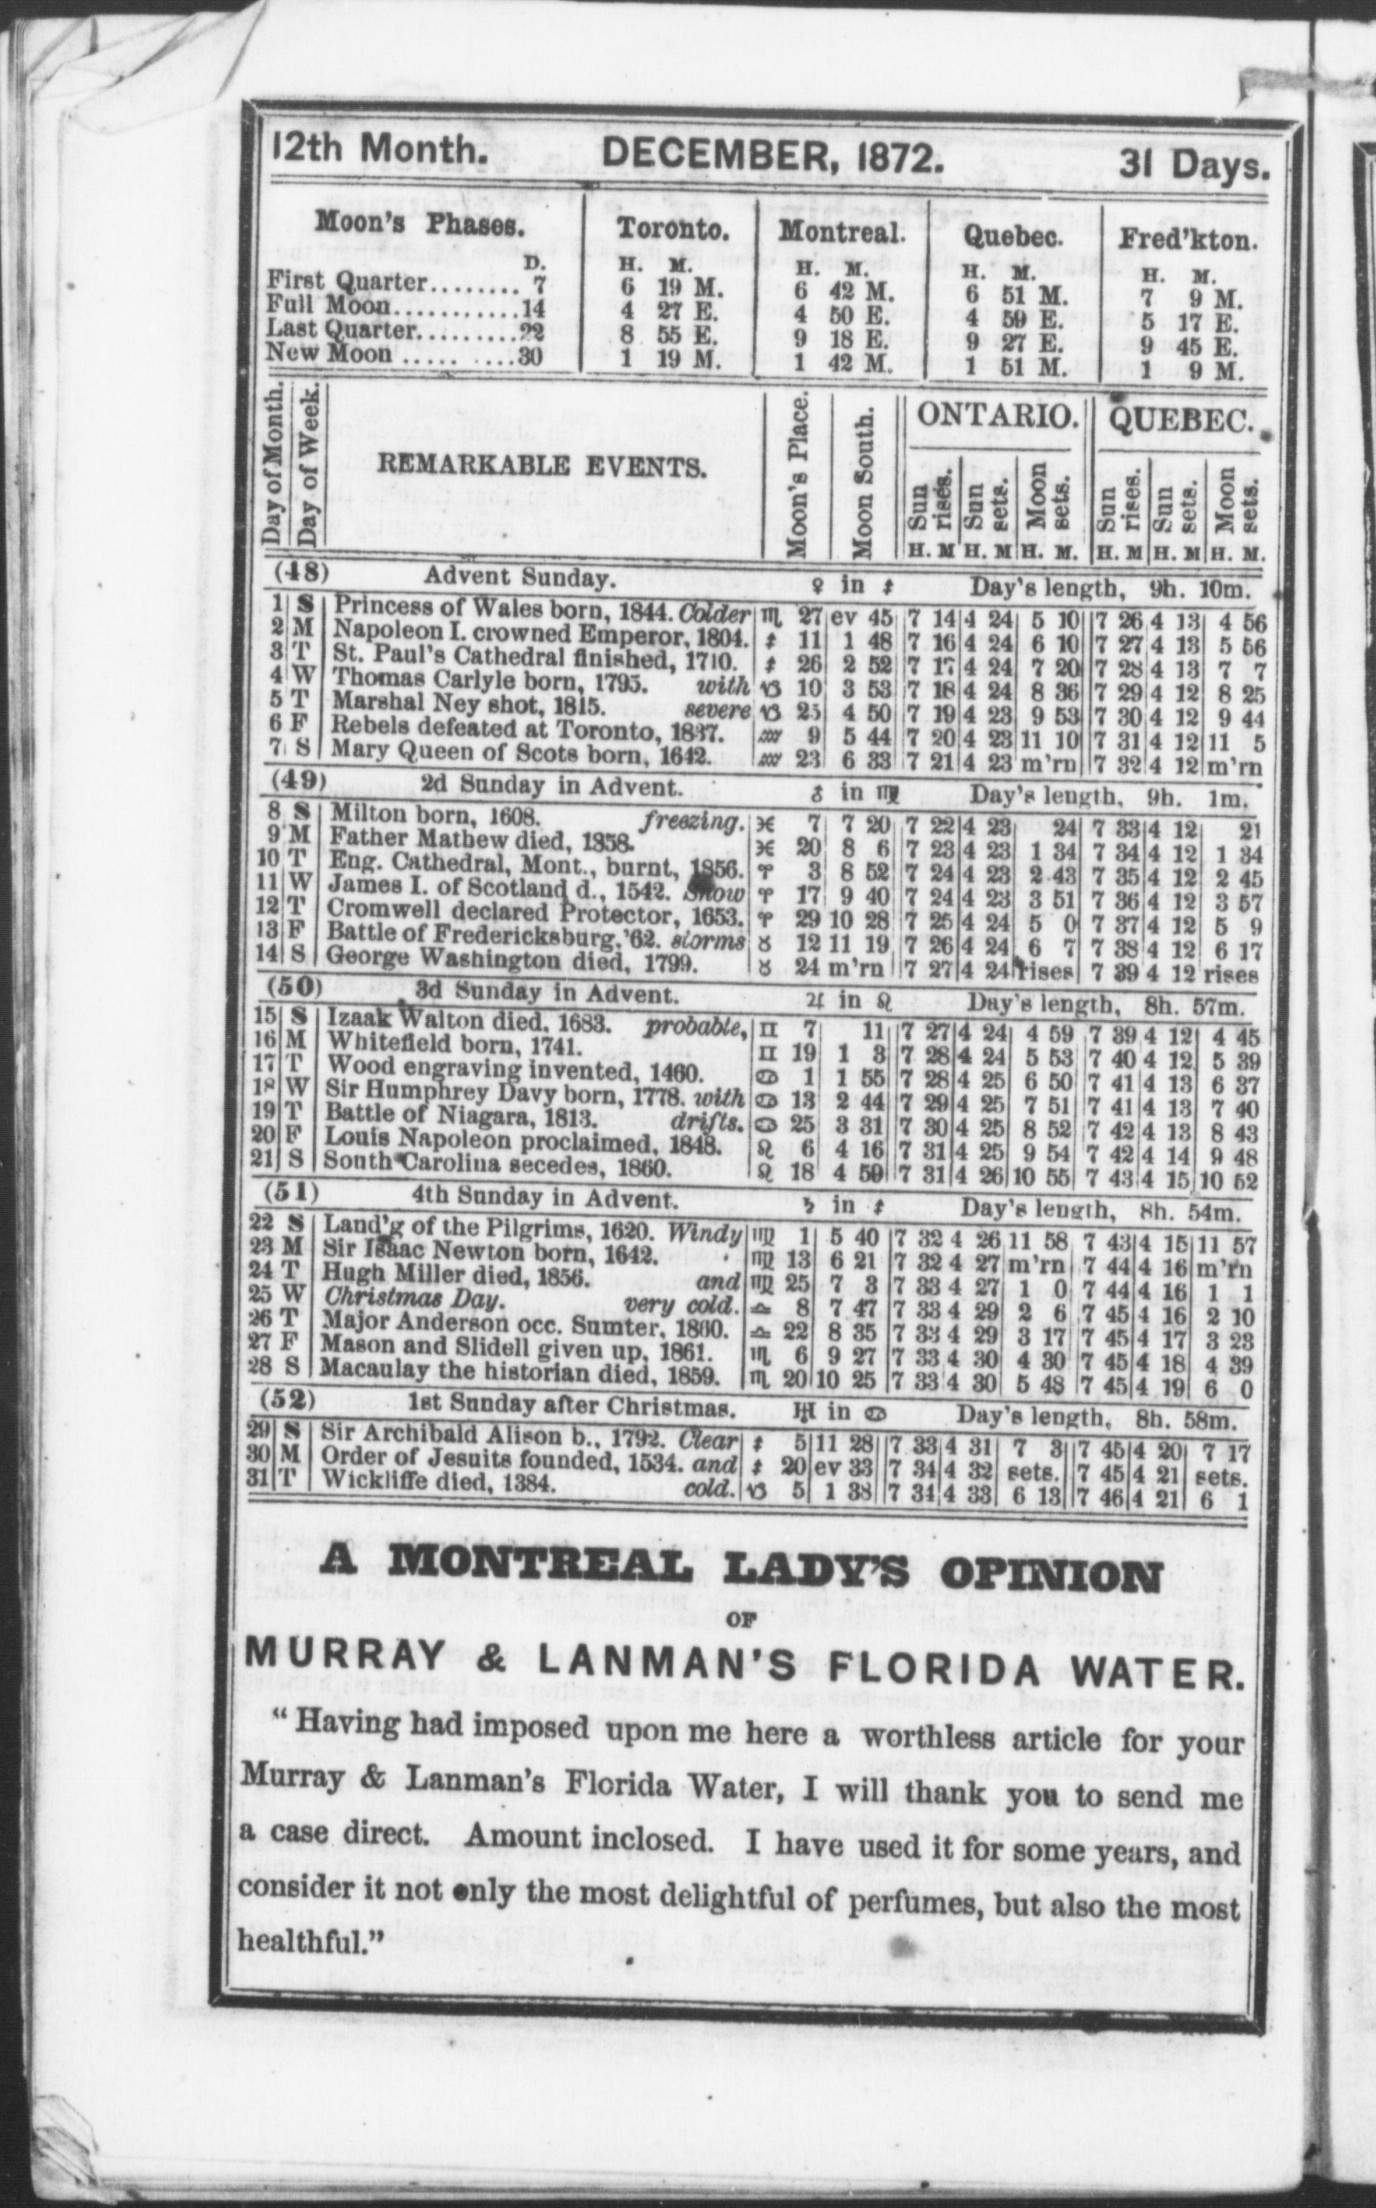 12th Month. DECEMBER, 1872. 31 Days.
Moon's Phases. Toronto. Montreal. Quebec. Fred'kton.
D. H. M. H. M. H. M. H. M.
First Quarter........ 7 6 19 M. 6 42 M. 6 51 M. 7 9 M.
Full Moon............14 4 27 E. 4 50 E. 4 59 E. 5 17 E.
Last Quarter.........22 8 55 E. 9 18 E. 9 27 E. 9 45 E.
New Moon .... ......30 1 19 M. 1 42 M. 1 51 M. 1 9 M.
Day of Month. Day of Week. REMARKABLE EVENTS. Moon's Place. Moon South. ONTARIO. QUEBEC.
Sun rises. Sun sets. Moon sets. Sun rises. Sun sets. Moon sets.
H. M H. M H. M. H. M H. M H. M.
(48) Advent Sunday. ♀ in ♐ Day's length, 9h. 10m.
1 S Princess of Wales born, 1844. Colder ♏ 27 ev 45 7 14 4 24 5 10 7 26 4 13 4 56
2 M Napoleon I. crowned Emperor, 1804. ♐ 11 1 48 7 16 4 24 6 10 7 27 4 13 5 56
3 T St. Paul's Cathedral finished, 1710. ♐ 26 2 52 7 17 4 24 7 20 7 28 4 13 7 7
4 W Thomas Carlyle born, 1795. with ♑ 10 3 53 7 18 4 24 8 36 7 29 4 12 8 25
5 T Marshal Ney shot, 1815. severe ♑ 25 4 50 7 19 4 23 9 53 7 30 4 12 9 44
6 F Rebels defeated at Toronto, 1837. ♒ 9 5 44 7 20 4 23 11 10 7 31 4 12 11 5
7 S Mary Queen of Scots born, 1642. ♒ 23 6 33 7 21 4 23 m'rn 7 32 4 12 m'rn
(49) 2d Sunday in Advent. ♂ in ♍ Day's length, 9h. 1m.
8 S Milton born, 1608. freezing. ♓ 7 7 20 7 22 4 23 24 7 33 4 12 21
9 M Father Mathew died, 1858. ♓ 20 8 6 7 23 4 23 1 34 7 34 4 12 1 34
10 T Eng. Cathedral, Mont., burnt, 1856. ♈ 3 8 52 7 24 4 23 2 43 7 35 4 12 2 45
11 W James I. of Scotland d., 1542. Snow ♈ 17 9 40 7 24 4 23 3 51 7 36 4 12 3 57
12 T Cromwell declared Protector, 1653. ♈ 29 10 28 7 25 4 24 5 0 7 37 4 12 5 9
13 F Battle of Fredericksburg, '62. storms ♉ 12 11 19 7 26 4 24 6 7 7 38 4 12 6 17
14 S George Washington died, 1799. ♉ 24 m'rn 7 27 4 24 rises 7 39 4 12 rises
(50) 3d Sunday in Advent. ♃ in ♌ Day's length, 8h. 57m.
15 S Izaak Walton died, 1683. probable, ♊ 7 11 7 27 4 24 4 59 7 39 4 12 4 45
16 M Whitefield born, 1741. ♊ 19 1 3 7 28 4 24 5 53 7 40 4 12 5 39
17 T Wood engraving invented, 1460. ♋ 1 1 55 7 28 4 25 6 50 7 41 4 13 6 37
18 W Sir Humphrey Davy born, 1778. with ♋ 13 2 44 7 29 4 25 7 51 7 41 4 13 7 40
19 T Battle of Niagara, 1813. drifts. ♋ 25 3 31 7 30 4 25 8 52 7 42 4 13 8 43
20 F Louis Napoleon proclaimed, 1848. ♌ 6 4 16 7 31 4 25 9 54 7 42 4 14 9 48
21 S South Carolina secedes, 1860. ♌ 18 4 59 7 31 4 26 10 55 7 43 4 15 10 52
(51) 4th Sunday in Advent. ♄ in ♐ Day's length, 8h. 54m.
22 S Land'g of the Pilgrims, 1620. Windy ♍ 1 5 40 7 32 4 26 11 58 7 43 4 15 11 57
23 M Sir Isaac Newton born, 1642. ♍ 13 6 21 7 32 4 27 m'rn 7 44 4 16 m'rn
24 T Hugh Miller died, 1856. and ♍ 25 7 3 7 33 4 27 1 0 7 44 4 16 1 1
25 W Christmas Day. very cold. ♎ 8 7 47 7 33 4 29 2 6 7 45 4 16 2 10
26 T Major Anderson occ. Sumter, 1860. ♎ 22 8 35 7 33 4 29 3 17 7 45 4 17 3 23
27 F Mason and Slidell given up, 1861. ♏ 6 9 27 7 33 4 30 4 30 7 45 4 18 4 39
28 S Macaulay the historian died, 1859. ♏ 20 10 25 7 33 4 30 5 48 7 45 4 19 6 0
(52) 1st Sunday after Christmas. ♅ in ♋ Day's length, 8h. 58m.
29 S Sir Archibald Alison b., 1792. Clear ♐ 5 11 28 7 33 4 31 7 3 7 45 4 20 7 17
30 M Order of Jesuits founded, 1534. and ♐ 20 ev 33 7 34 4 32 sets. 7 45 4 21 sets.
31 T Wickliffe died, 1384. cold. ♑ 5 1 38 7 34 4 33 6 13 7 46 4 21 6 1
A MONTREAL LADY'S OPINION
OF
MURRAY & LANMAN'S FLORIDA WATER.
"Having had imposed upon me here a worthless article for your
Murray & Lanman's Florida Water, I will thank you to send me
a case direct. Amount inclosed. I have used it for some years, and
consider it not only the most delightful of perfumes, but also the most
healthful."